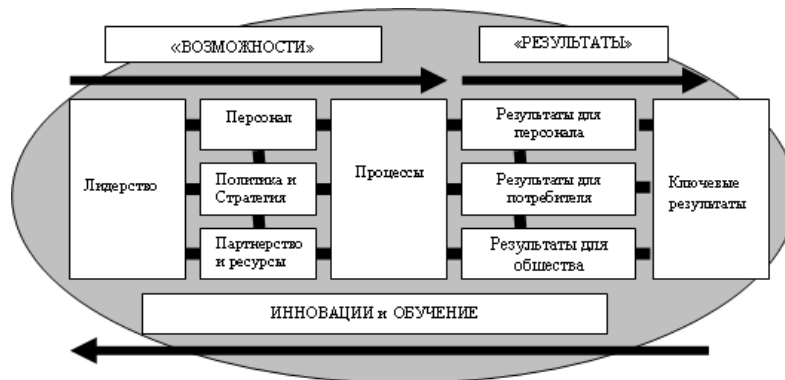 «ВОЗМОЖНОСТИ»
«РЕЗУЛЬТАТЫ»
Лидерство
Персонал
Политика и
Стратегия
Партнерство
и ресурсы
Процессы
Результаты для
персонала
Результаты для
потребителя
Результаты для
общества
Ключевые
результаты
ИННОВАЦИИ и ОБУЧЕНИЕ